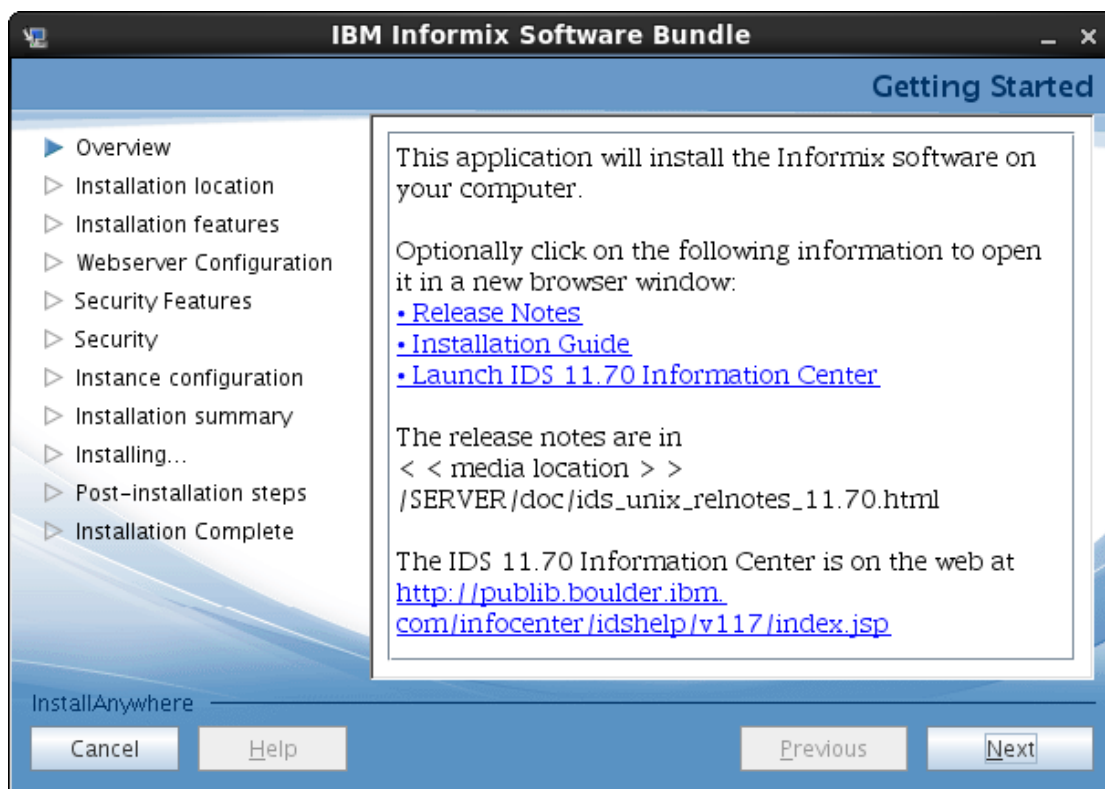 IBM Informix Software Bundle
Getting Started
Overview
Installation location
Installation features
Webserver Configuration
Security Features
Security
Instance configuration
Installation summary
Installing...
Post-installation steps
Installation Complete
This application will install the Informix software on
your computer.
Optionally click on the following information to open
it in a new browser window:
• Release Notes
• Installation Guide
• Launch IDS 11.70 Information Center
The release notes are in
< < media location > >
/SERVER/doc/ids_unix_relnotes_11.70.html
The IDS 11.70 Information Center is on the web at
http://publib.boulder.ibm.
com/infocenter/idshelp/v117/index.jsp
InstallAnywhere
Cancel
Help
Previous
Next